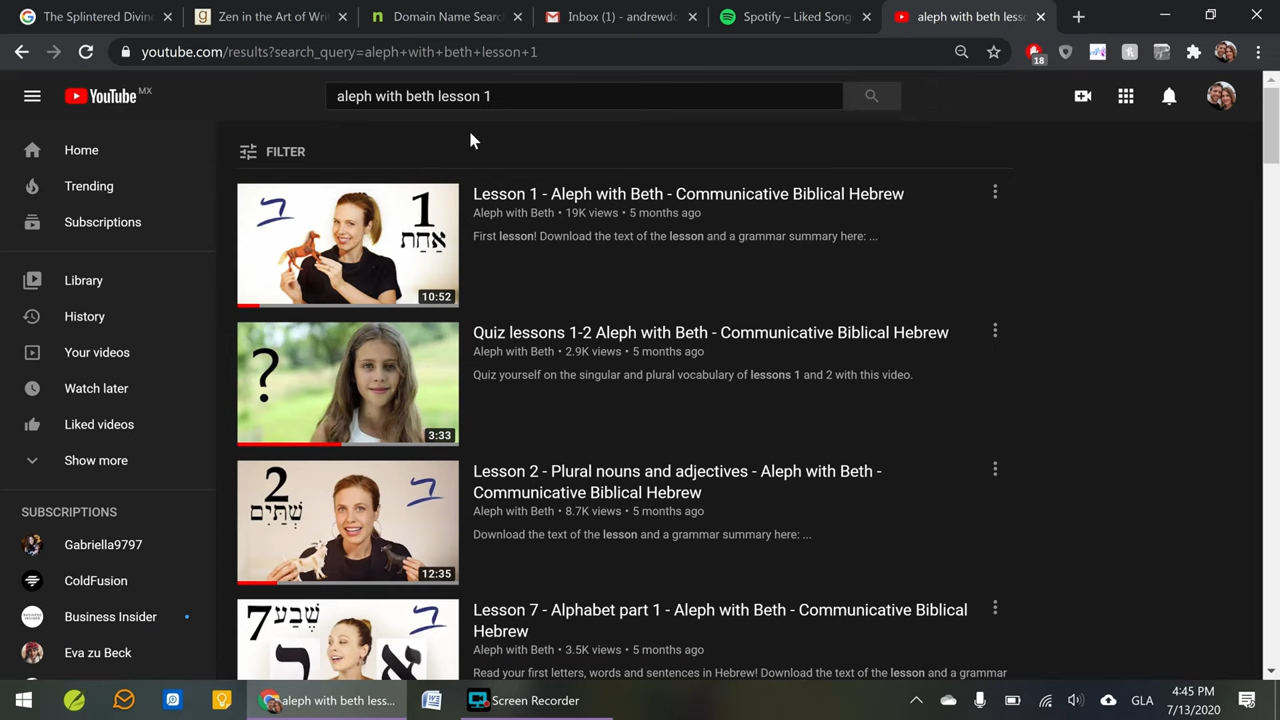 The Splintered Divine
Zen in the Art of Wri
Domain Name Searc
Inbox (1) - andrewdc
Spotify – Liked Song
aleph with beth lesso
youtube.com/results?search_query=aleph+with+beth+lesson+1
18
YouTube MX
aleph with beth lesson 1
Home
Trending
Subscriptions
Library
History
Your videos
Watch later
Liked videos
Show more
SUBSCRIPTIONS
Gabriella9797
ColdFusion
Business Insider
Eva zu Beck
FILTER
ב
1
אַחַת
10:52
Lesson 1 - Aleph with Beth - Communicative Biblical Hebrew
Aleph with Beth • 19K views • 5 months ago
First lesson! Download the text of the lesson and a grammar summary here: ...
?
3:33
Quiz lessons 1-2 Aleph with Beth - Communicative Biblical Hebrew
Aleph with Beth • 2.9K views • 5 months ago
Quiz yourself on the singular and plural vocabulary of lessons 1 and 2 with this video.
2
שְׁתַּיִם
ב
12:35
Lesson 2 - Plural nouns and adjectives - Aleph with Beth -
Communicative Biblical Hebrew
Aleph with Beth • 8.7K views • 5 months ago
Download the text of the lesson and a grammar summary here: ...
7
שֶׁבַע
ב
א
Lesson 7 - Alphabet part 1 - Aleph with Beth - Communicative Biblical
Hebrew
Aleph with Beth • 3.5K views • 5 months ago
Read your first letters, words and sentences in Hebrew! Download the text of the lesson and a grammar
aleph with beth less...
Screen Recorder
GLA
4:45 PM
7/13/2020